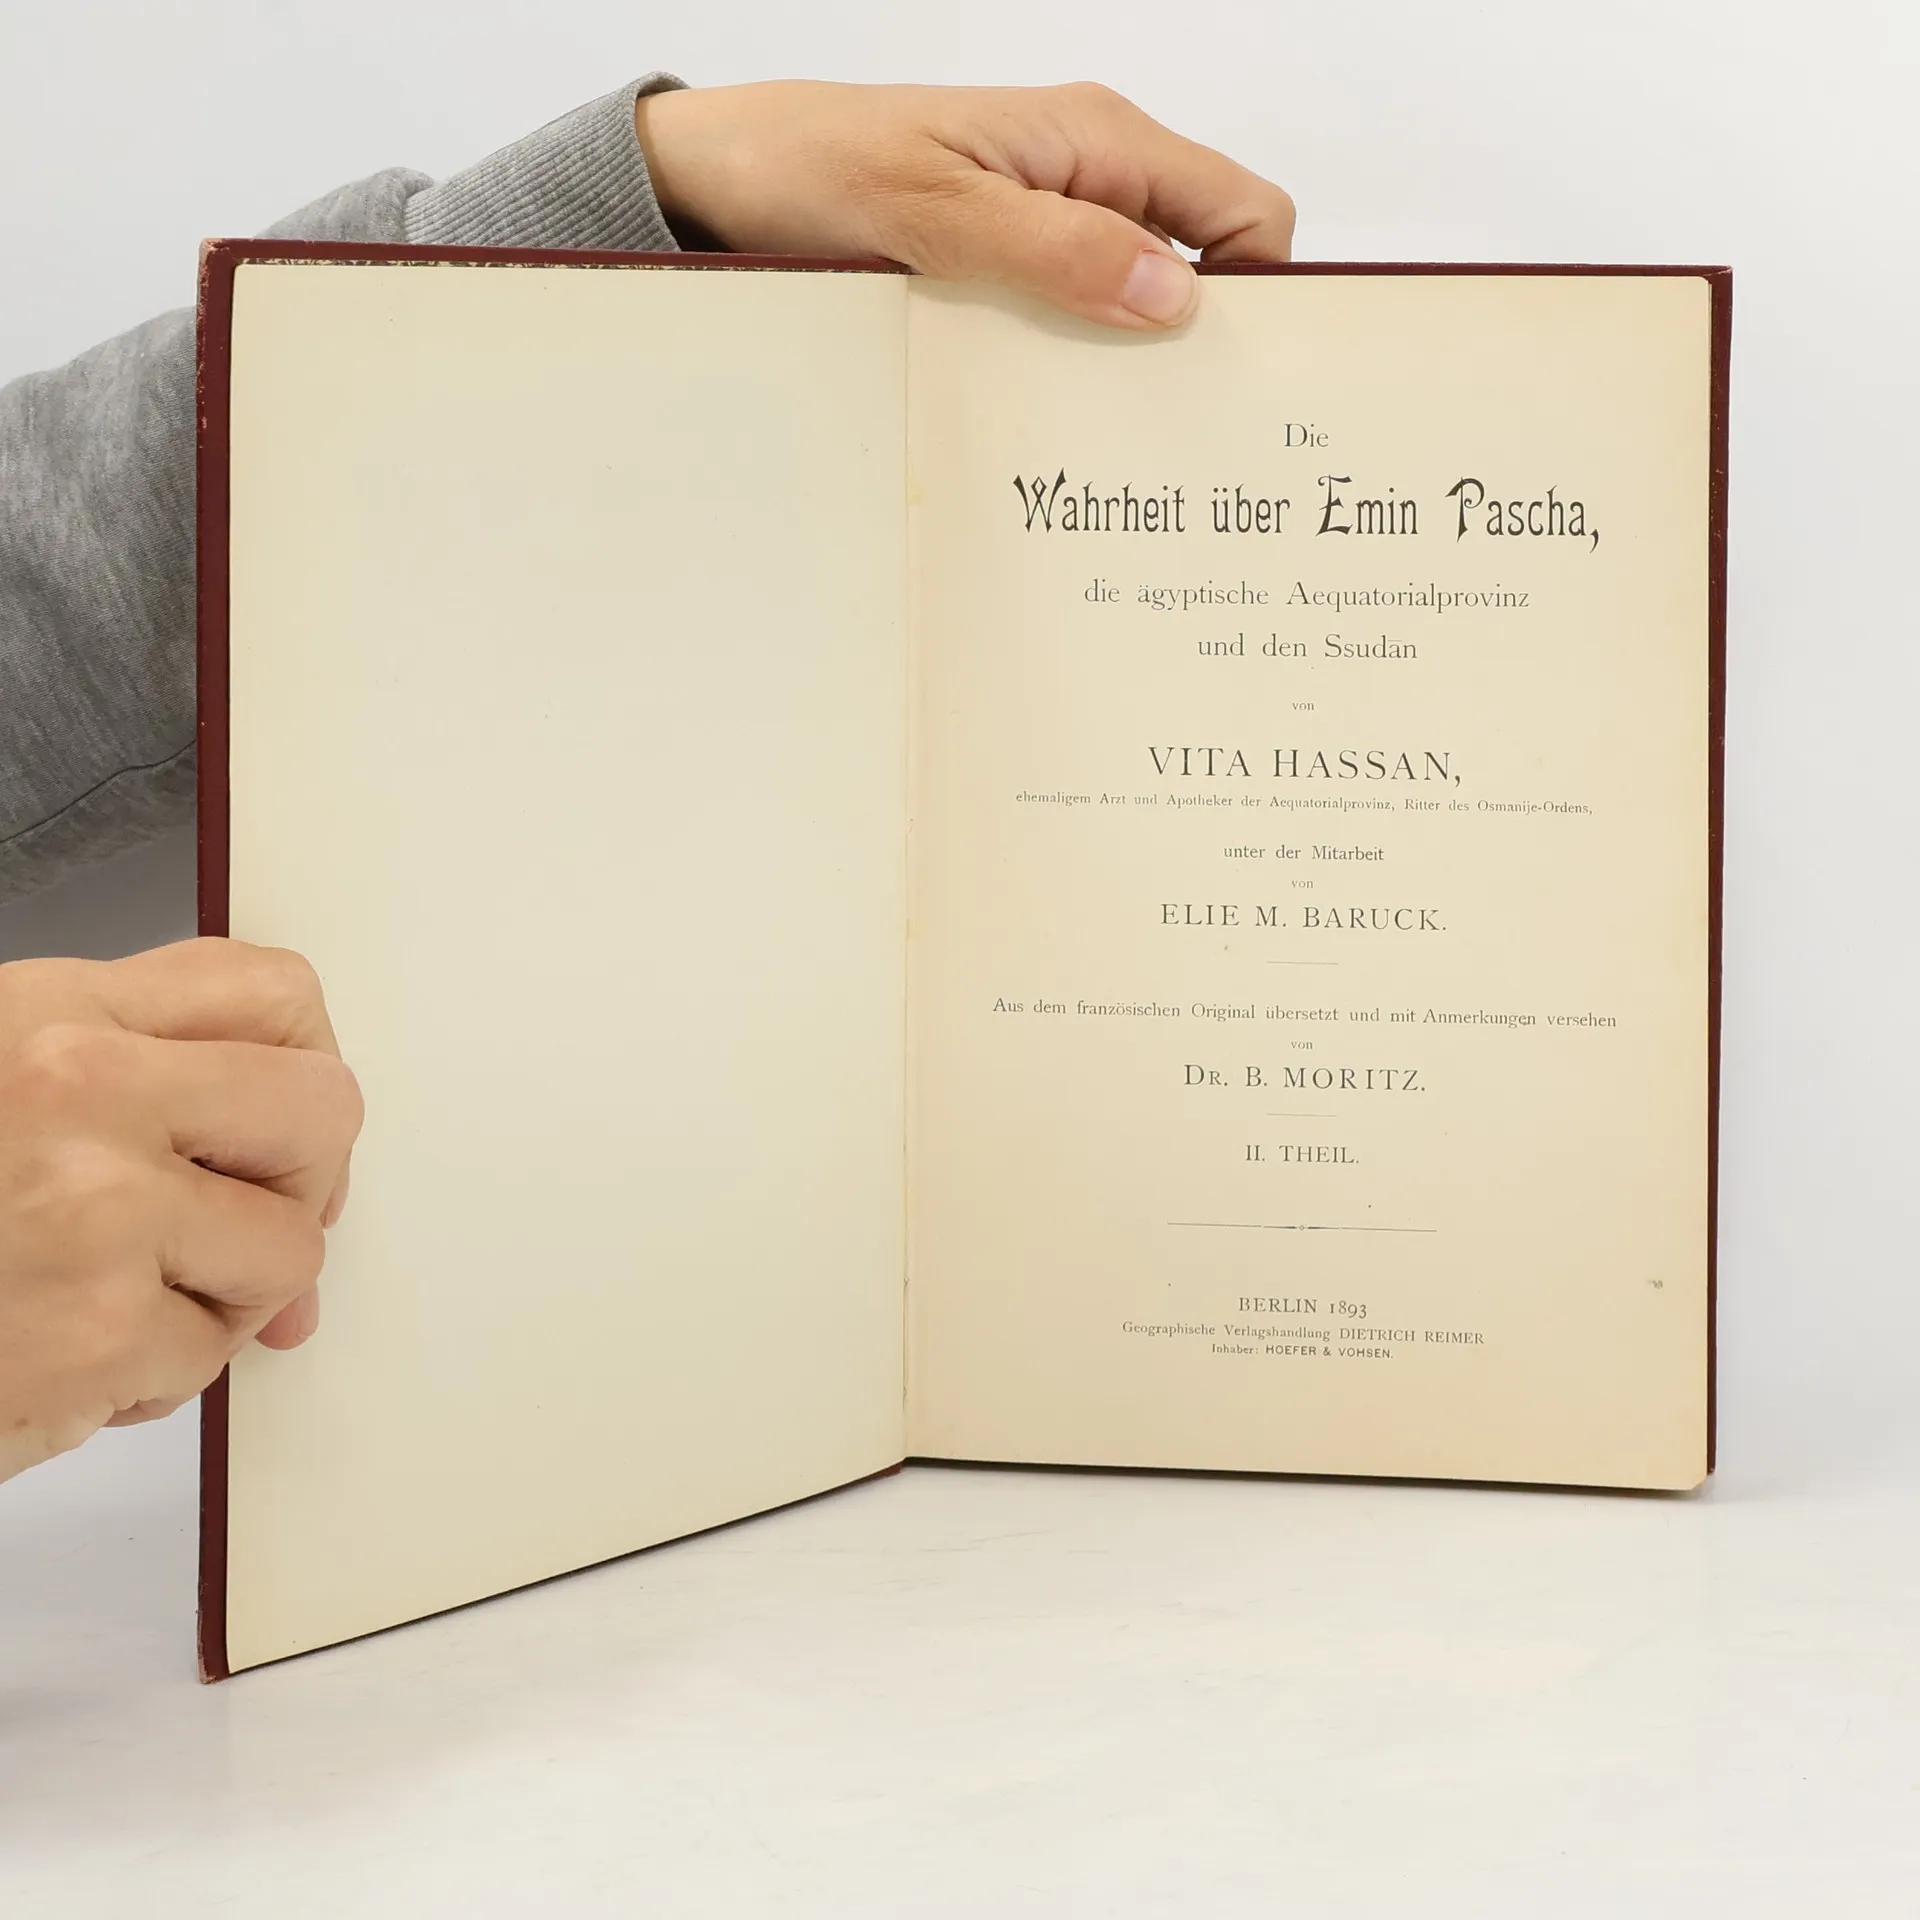 Die
Wahrheit über Emin Pascha,
die ägyptische Aequatorialprovinz
und den Ssudān
von
VITA HASSAN,
ehemaligem Arzt und Apotheker der Aequatorialprovinz, Ritter des Osmanije-Ordens,
unter der Mitarbeit
von
ELIE M. BARUCK.
Aus dem französischen Original übersetzt und mit Anmerkungen versehen
von
DR. B. MORITZ.
II. THEIL.
BERLIN 1893
Geographische Verlagshandlung DIETRICH REIMER
Inhaber: HOEFER & VOHSEN.